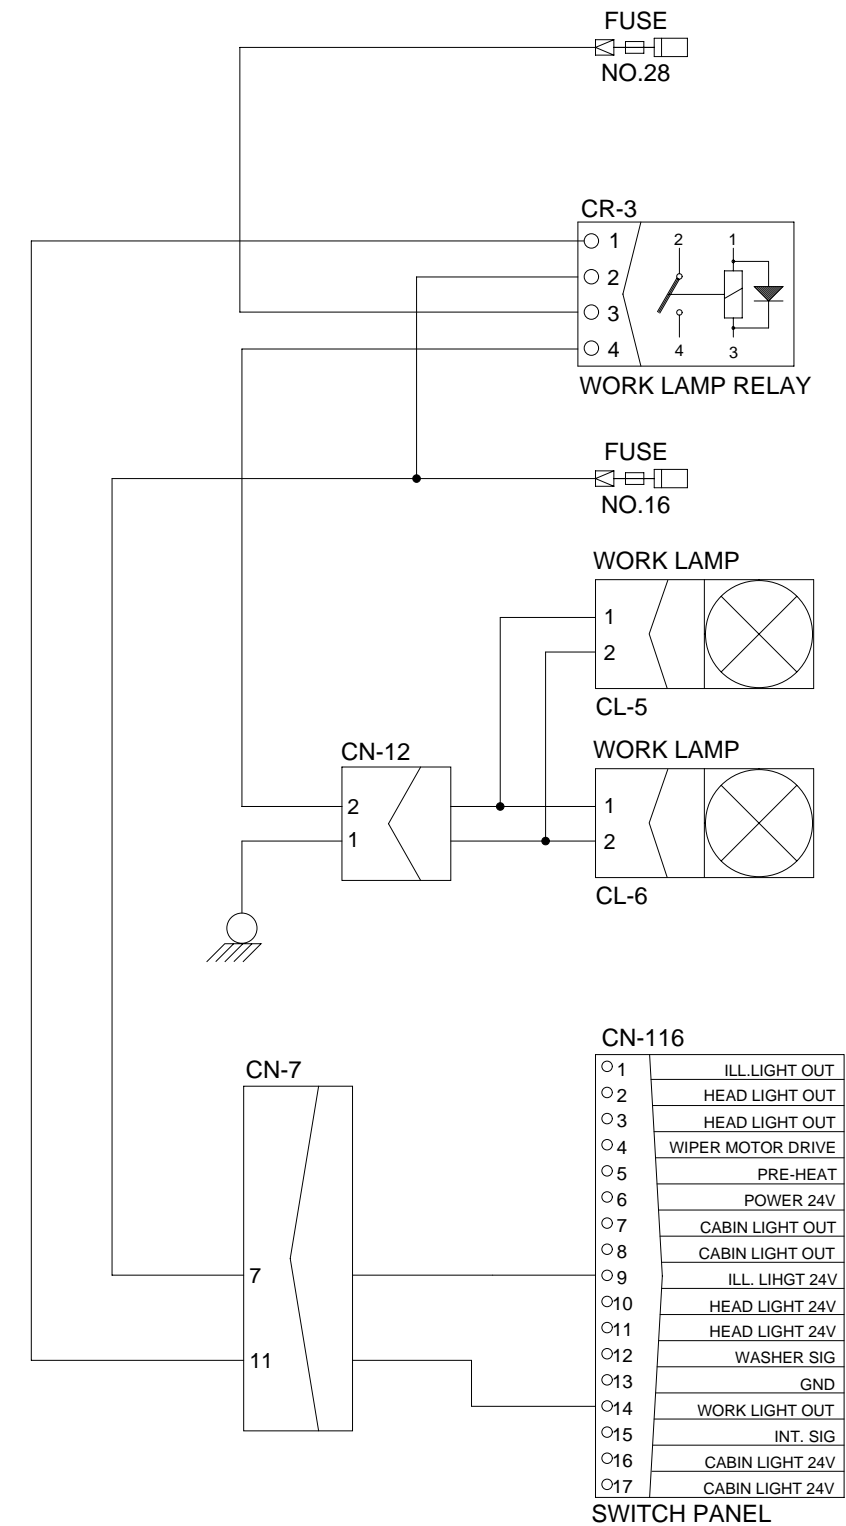 FUSE
NO.28
CR-3
1
2
3
4
2
1
4
3
WORK LAMP RELAY
FUSE
NO.16
WORK LAMP
1
2
CL-5
WORK LAMP
1
2
CL-6
CN-12
2
1
CN-7
7
11
CN-116
1 ILL.LIGHT OUT
2 HEAD LIGHT OUT
3 HEAD LIGHT OUT
4 WIPER MOTOR DRIVE
5 PRE-HEAT
6 POWER 24V
7 CABIN LIGHT OUT
8 CABIN LIGHT OUT
9 ILL. LIHGT 24V
10 HEAD LIGHT 24V
11 HEAD LIGHT 24V
12 WASHER SIG
13 GND
14 WORK LIGHT OUT
15 INT. SIG
16 CABIN LIGHT 24V
17 CABIN LIGHT 24V
SWITCH PANEL